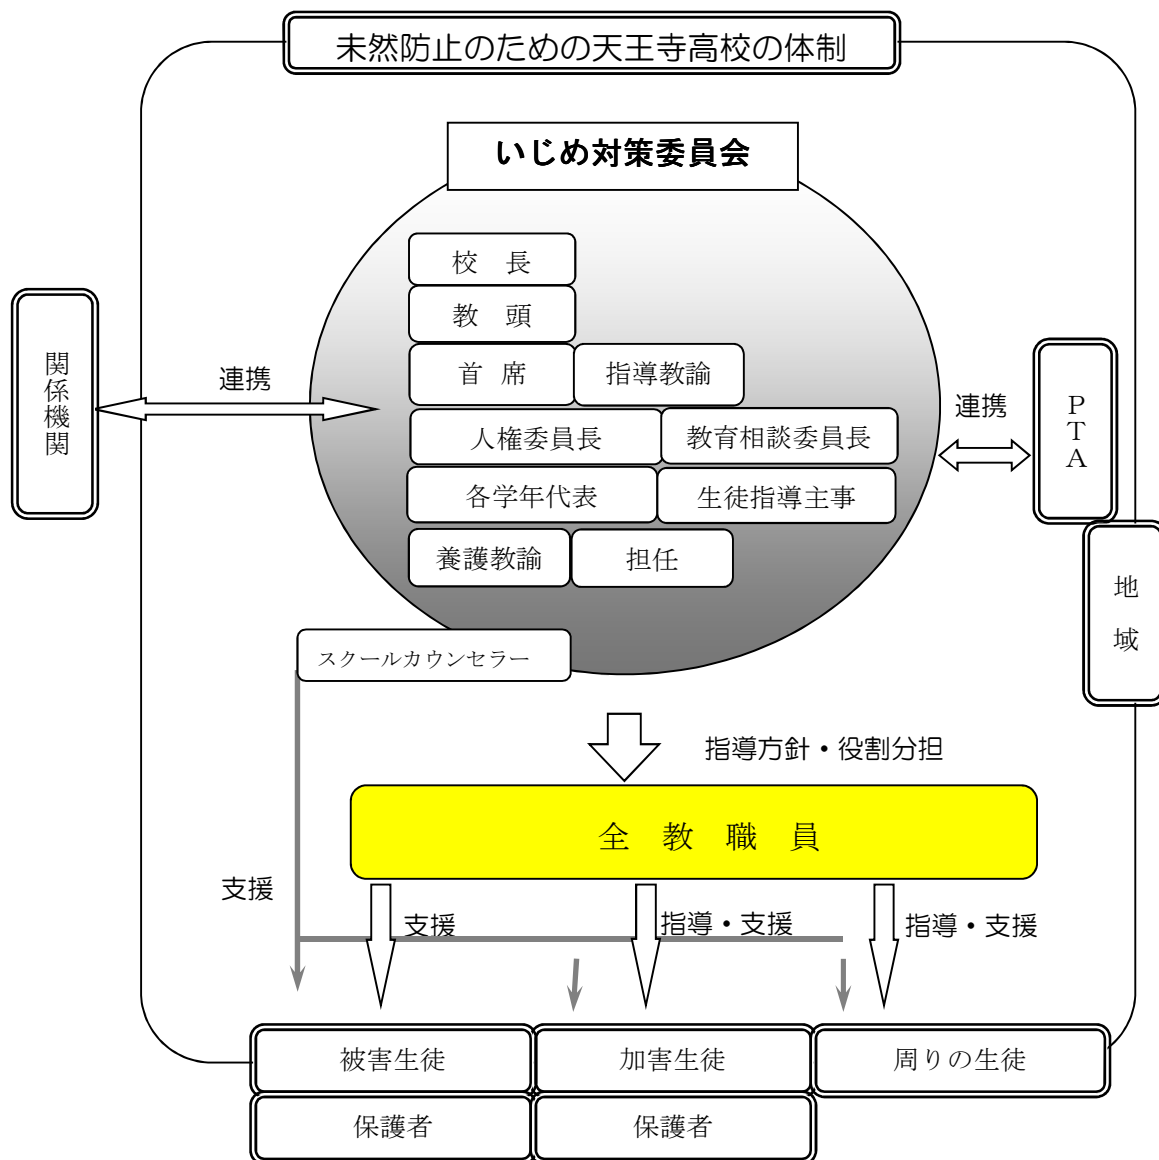 未然防止のための天王寺高校の体制
いじめ対策委員会
校　長
教　頭
首 席
指導教諭
人権委員長
教育相談委員長
各学年代表
生徒指導主事
養護教諭
担任
スクールカウンセラー
関係機関
連携
連携
PTA
地域
指導方針・役割分担
全　教　職　員
支援
支援
指導・支援
指導・支援
被害生徒
加害生徒
周りの生徒
保護者
保護者